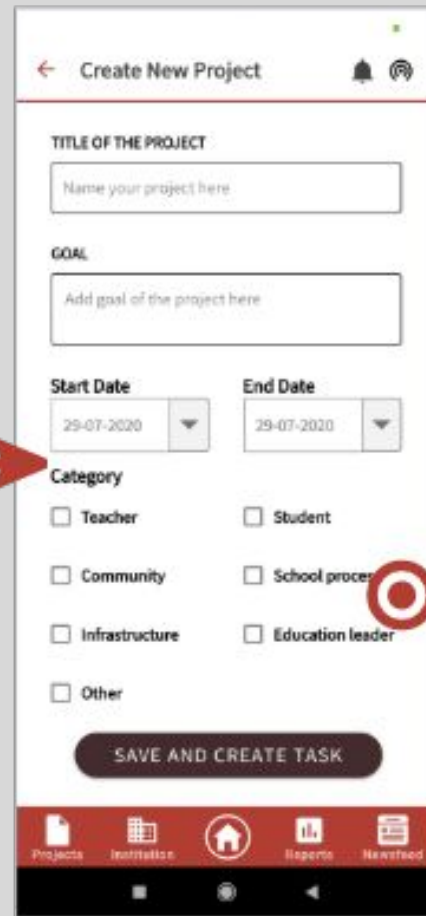 Create New Project
TITLE OF THE PROJECT
Name your project here
GOAL
Add goal of the project here
Start Date End Date
29-07-2020 29-07-2020
Category
Teacher Student
Community School
Infrastructure Education leader
Other
SAVE AND CREATE TASK
Projects Institution Reports Newsfeed